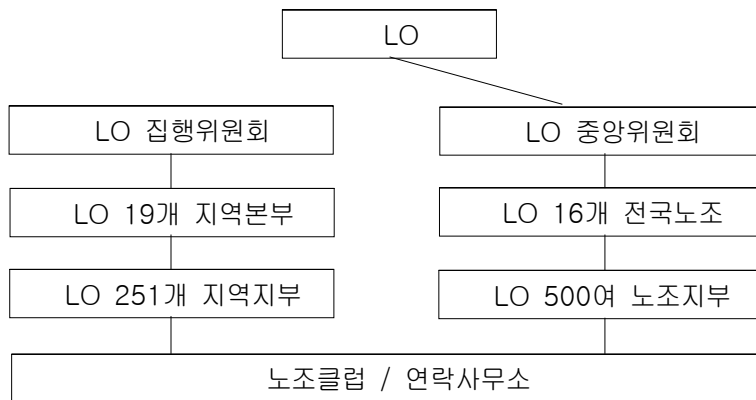 LO
LO 집행위원회
LO 중앙위원회
LO 19개 지역본부
LO 16개 전국노조
LO 251개 지역지부
LO 500여 노조지부
노조클럽 / 연락사무소